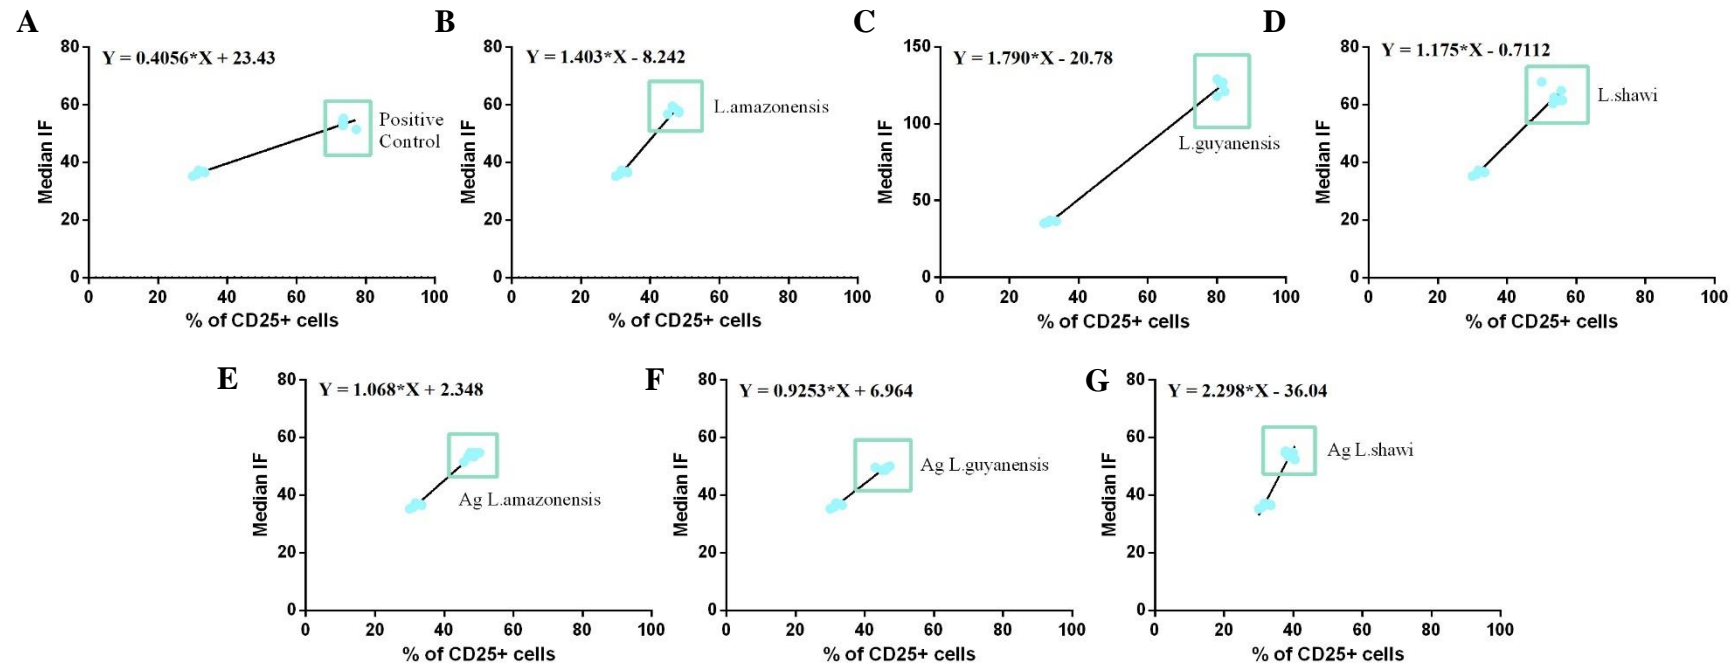 A
Y = 0.4056*X + 23.43
Median IF
80
60
40
20
0
0 20 40 60 80 100
% of CD25+ cells
Positive
Control
B
Y = 1.403*X - 8.242
Median IF
80
60
40
20
0
0 20 40 60 80 100
% of CD25+ cells
L.amazonensis
C
Y = 1.790*X - 20.78
Median IF
150
100
50
0
0 20 40 60 80 100
% of CD25+ cells
L.guyanensis
D
Y = 1.175*X - 0.7112
Median IF
80
60
40
20
0
0 20 40 60 80 100
% of CD25+ cells
L.shawi
E
Y = 1.068*X + 2.348
Median IF
80
60
40
20
0
0 20 40 60 80 100
% of CD25+ cells
Ag L.amazonensis
F
Y = 0.9253*X + 6.964
Median IF
80
60
40
20
0
0 20 40 60 80 100
% of CD25+ cells
Ag L.guyanensis
G
Y = 2.298*X - 36.04
Median IF
80
60
40
20
0
0 20 40 60 80 100
% of CD25+ cells
Ag L.shawi